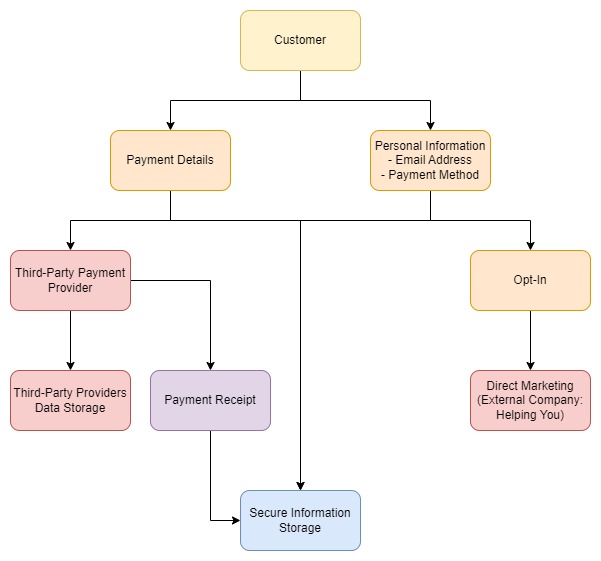 Customer
Payment Details
Personal Information
- Email Address
- Payment Method
Third-Party Payment
Provider
Opt-In
Third-Party Providers
Data Storage
Payment Receipt
Direct Marketing
(External Company:
Helping You)
Secure Information
Storage